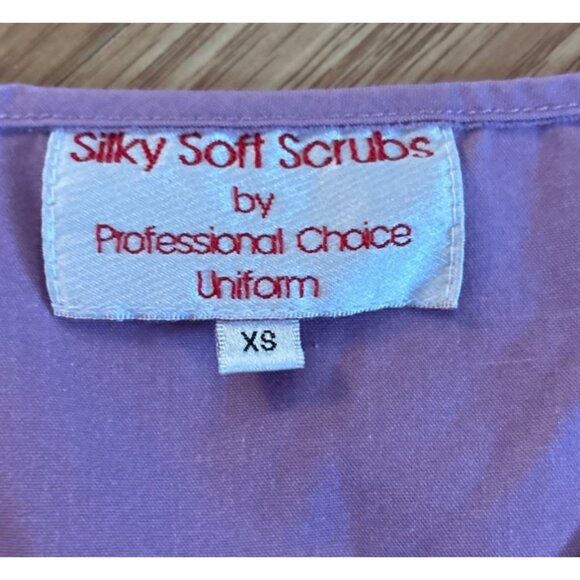 Silky Soft Scrubs
by
Professional Choice
Uniform
XS